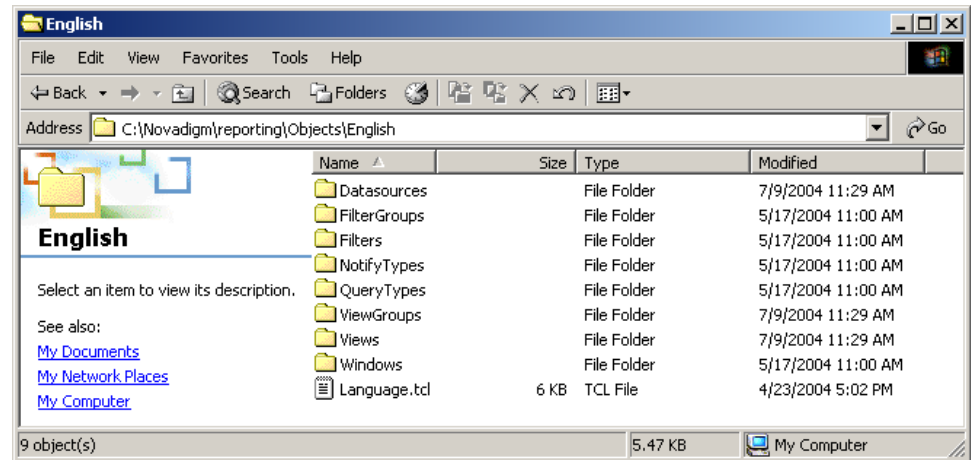 English
File Edit View Favorites Tools Help
Back Search Folders
Address C:\Novadigm\reporting\Objects\English Go
Name Size Type Modified
Datasources File Folder 7/9/2004 11:29 AM
FilterGroups File Folder 5/17/2004 11:00 AM
Filters File Folder 5/17/2004 11:00 AM
NotifyTypes File Folder 5/17/2004 11:00 AM
QueryTypes File Folder 5/17/2004 11:00 AM
ViewGroups File Folder 7/9/2004 11:29 AM
Views File Folder 7/9/2004 11:29 AM
Windows File Folder 5/17/2004 11:00 AM
Language.tcl 6 KB TCL File 4/23/2004 5:02 PM
English
Select an item to view its description.
See also:
My Documents
My Network Places
My Computer
9 object(s) 5.47 KB My Computer